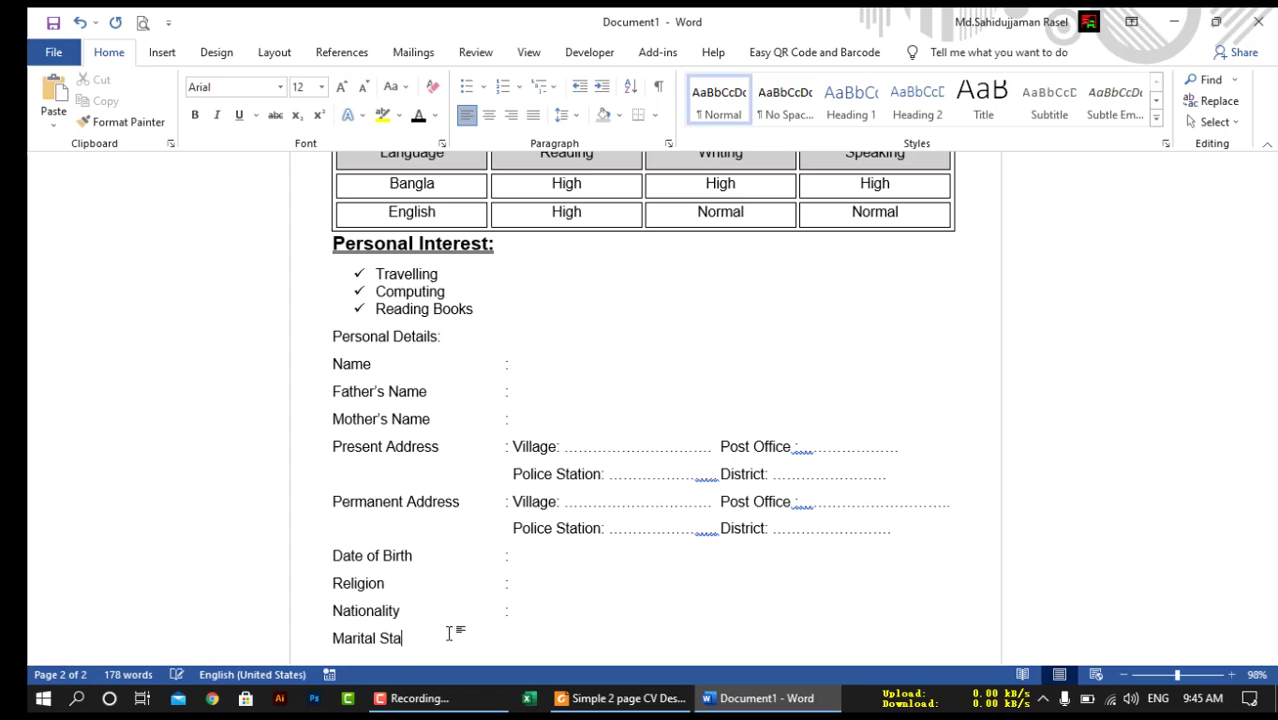 Document1 - Word
Md.Sahidujjaman Rasel
File Home Insert Design Layout References Mailings Review View Developer Add-ins Help Easy QR Code and Barcode Tell me what you want to do Share
Paste
Cut
Copy
Format Painter
Clipboard
Arial 12
Aa
B I U abc x₂ x² A A
Font
Paragraph
AaBbCcDc AaBbCcDc AaBbC AaBbCcE AaB AaBbCcD AaBbCcDc
¶ Normal ¶ No Spac... Heading 1 Heading 2 Title Subtitle Subtle Em...
Styles
Find
Replace
Select
Editing
Language Reading Writing Speaking
Bangla High High High
English High Normal Normal
Personal Interest:
✓ Travelling
✓ Computing
✓ Reading Books
Personal Details:
Name :
Father's Name :
Mother's Name :
Present Address : Village: ………………………….. Post Office :………………….
Police Station: ………………….. District: ……………………
Permanent Address : Village: ………………………….. Post Office :…………………………..
Police Station: ………………….. District: …………………….
Date of Birth :
Religion :
Nationality :
Marital Sta
Page 2 of 2 178 words English (United States) 98%
Recording... Simple 2 page CV Des... Document1 - Word
Upload: 0.00 kB/s
Download: 0.00 kB/s
ENG 9:45 AM